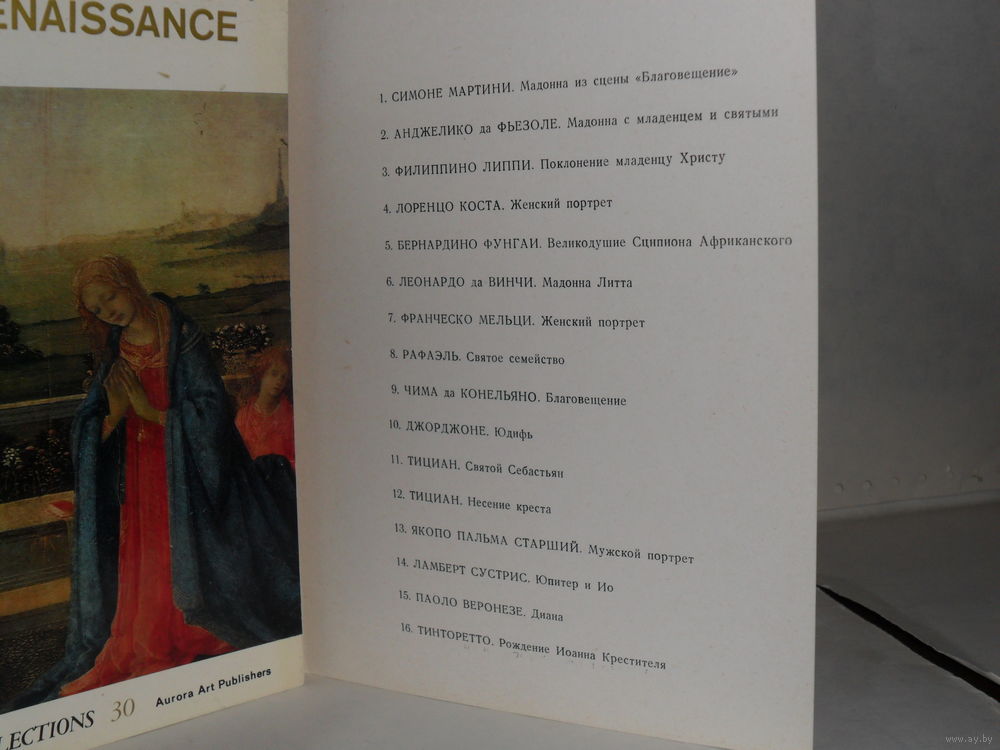 ENAISSANCE
LECTIONS 30
Aurora Art Publishers
1. СИМОНЕ МАРТИНИ. Мадонна из сцены «Благовещение»
2. АНДЖЕЛИКО да ФЬЕЗОЛЕ. Мадонна с младенцем и святыми
3. ФИЛИППИНО ЛИППИ. Поклонение младенцу Христу
4. ЛОРЕНЦО КОСТА. Женский портрет
5. БЕРНАРДИНО ФУНГАИ. Великодушие Сципиона Африканского
6. ЛЕОНАРДО да ВИНЧИ. Мадонна Литта
7. ФРАНЧЕСКО МЕЛЬЦИ. Женский портрет
8. РАФАЭЛЬ. Святое семейство
9. ЧИМА да КОНЕЛЬЯНО. Благовещение
10. ДЖОРДЖОНЕ. Юдифь
11. ТИЦИАН. Святой Себастьян
12. ТИЦИАН. Несение креста
13. ЯКОПО ПАЛЬМА СТАРШИЙ. Мужской портрет
14. ЛАМБЕРТ СУСТРИС. Юпитер и Ио
15. ПАОЛО ВЕРОНЕЗЕ. Диана
16. ТИНТОРЕТТО. Рождение Иоанна Крестителя
www.ay.by